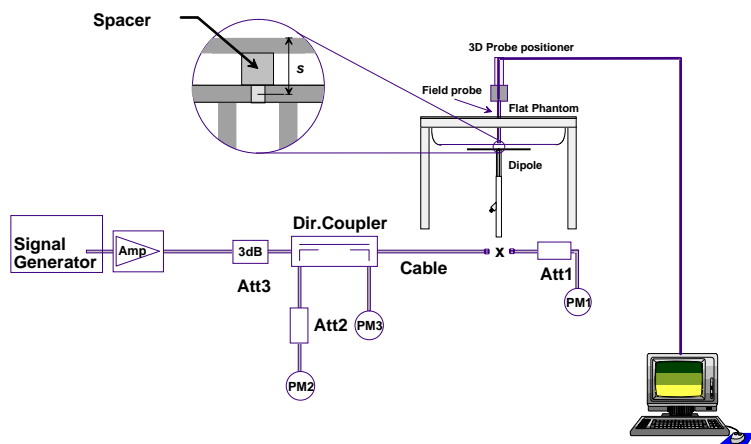 Spacer
s
3D Probe positioner
Field probe
Flat Phantom
Dipole
Dir.Coupler
Signal
Generator
Amp
3dB
Cable
x
Att1
Att3
PM1
Att2
PM3
PM2